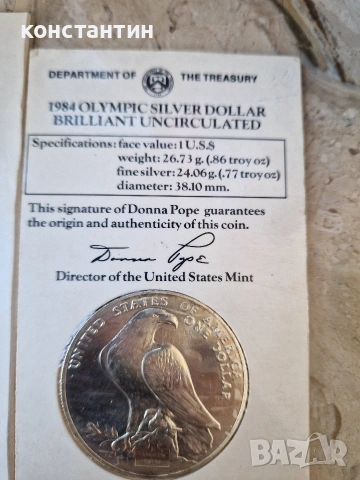 КОНСТАНТИН
DEPARTMENT OF THE TREASURY
1984 OLYMPIC SILVER DOLLAR
BRILLIANT UNCIRCULATED
Specifications: face value: 1 U.S.$
weight: 26.73 g. (.86 troy oz)
fine silver: 24.06 g. (.77 troy oz)
diameter: 38.10 mm.
This signature of Donna Pope guarantees
the origin and authenticity of this coin.
Donna Pope
Director of the United States Mint
UNITED STATES OF AMERICA
ONE DOLLAR
BAZAR